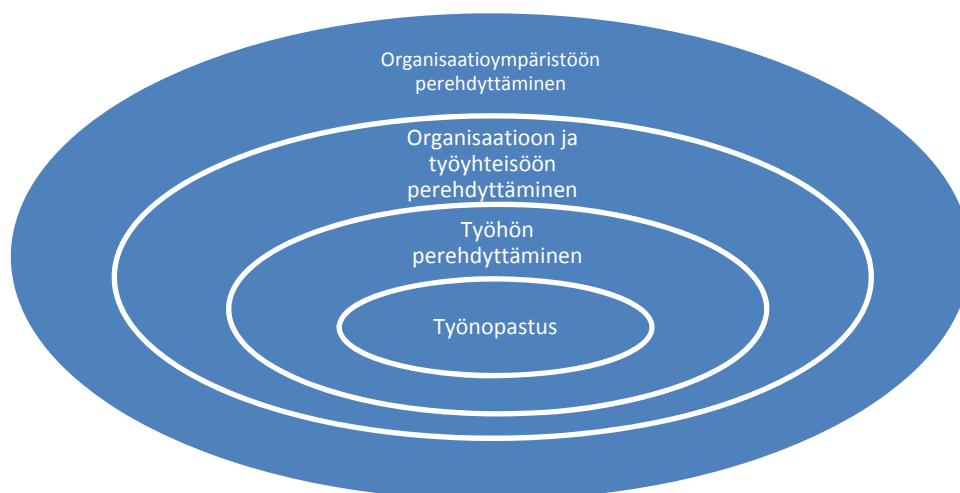 Organisaatioympäristöön
perehdyttäminen
Organisaatioon ja
työyhteisöön
perehdyttäminen
Työhön
perehdyttäminen
Työnopastus